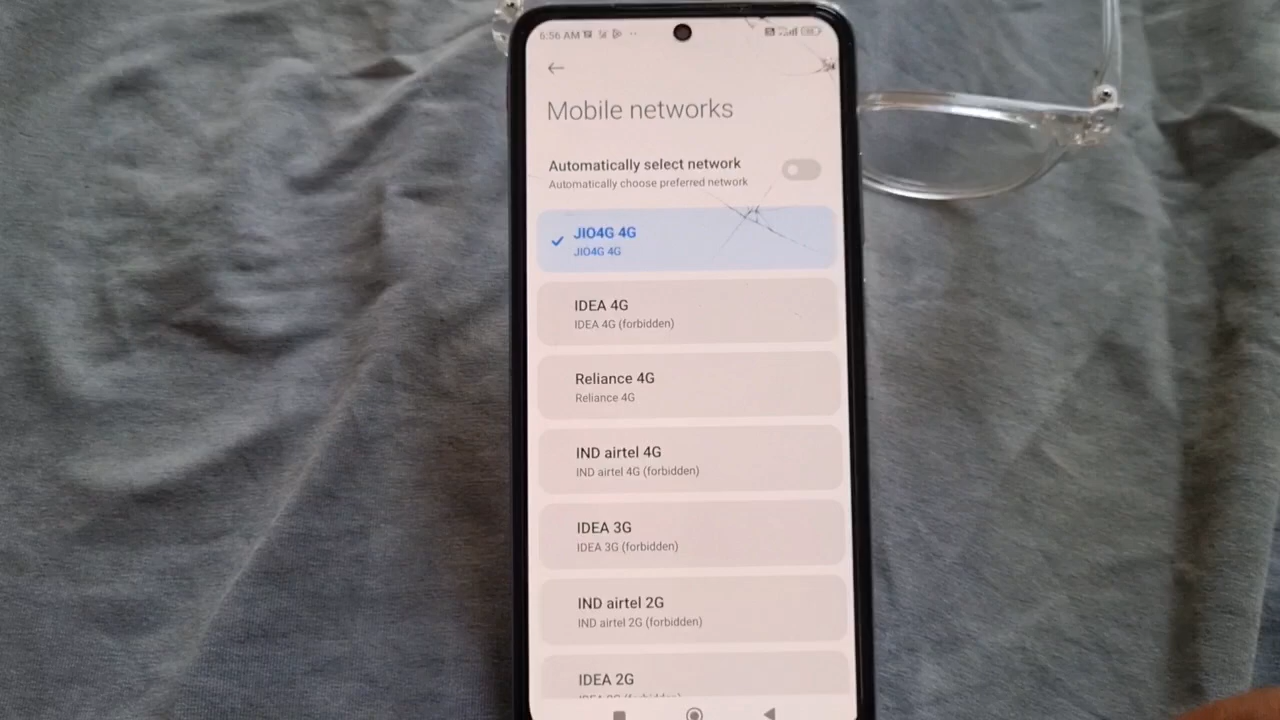 6:56 AM
Mobile networks
Automatically select network
Automatically choose preferred network
JIO4G 4G
JIO4G 4G
IDEA 4G
IDEA 4G (forbidden)
Reliance 4G
Reliance 4G
IND airtel 4G
IND airtel 4G (forbidden)
IDEA 3G
IDEA 3G (forbidden)
IND airtel 2G
IND airtel 2G (forbidden)
IDEA 2G